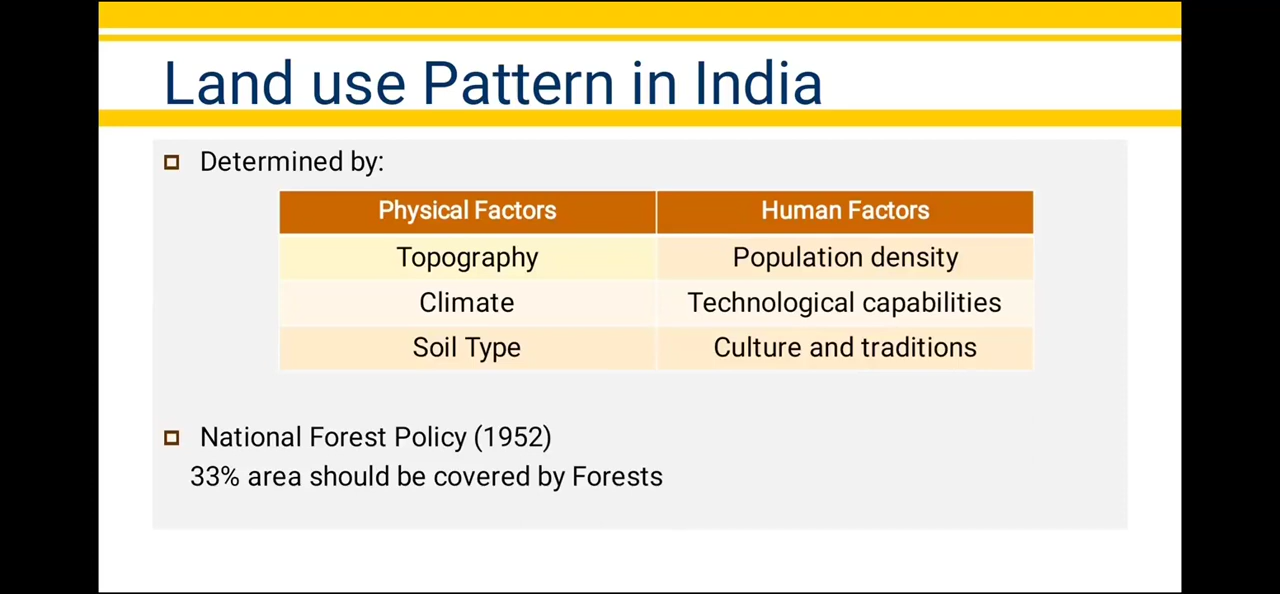 Land use Pattern in India
Determined by:
Physical Factors Human Factors
Topography Population density
Climate Technological capabilities
Soil Type Culture and traditions
National Forest Policy (1952)
33% area should be covered by Forests